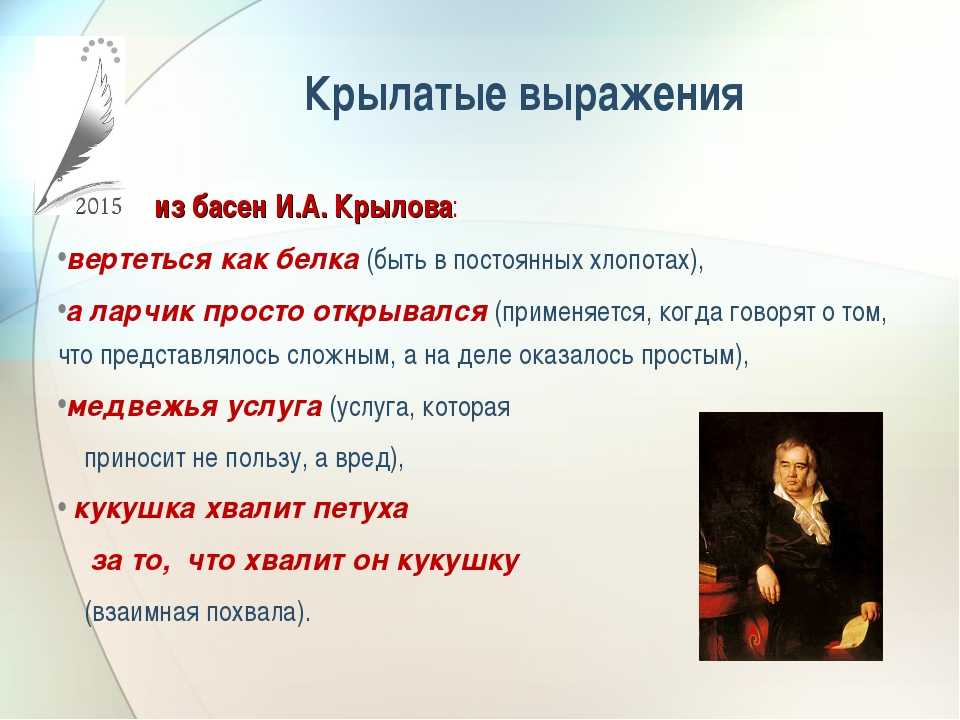 Крылатые выражения
2015
из басен И.А. Крылова:
•вертеться как белка (быть в постоянных хлопотах),
•а ларчик просто открывался (применяется, когда говорят о том,
что представлялось сложным, а на деле оказалось простым),
•медвежья услуга (услуга, которая
приносит не пользу, а вред),
• кукушка хвалит петуха
за то, что хвалит он кукушку
(взаимная похвала).